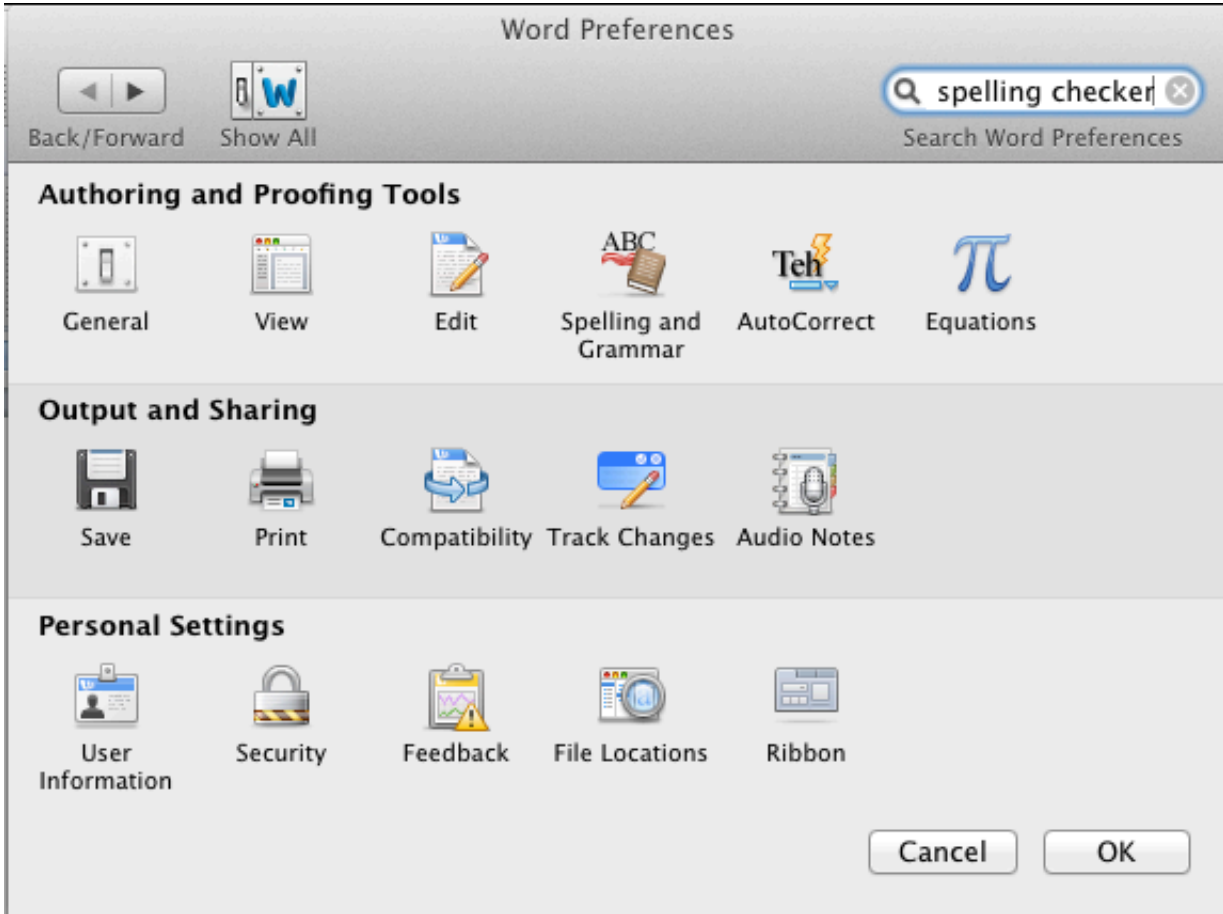 Word Preferences
spelling checker
Back/Forward Show All Search Word Preferences
Authoring and Proofing Tools
ABC
Teh
General View Edit Spelling and Grammar AutoCorrect Equations
Output and Sharing
Save Print Compatibility Track Changes Audio Notes
Personal Settings
User Information Security Feedback File Locations Ribbon
Cancel OK